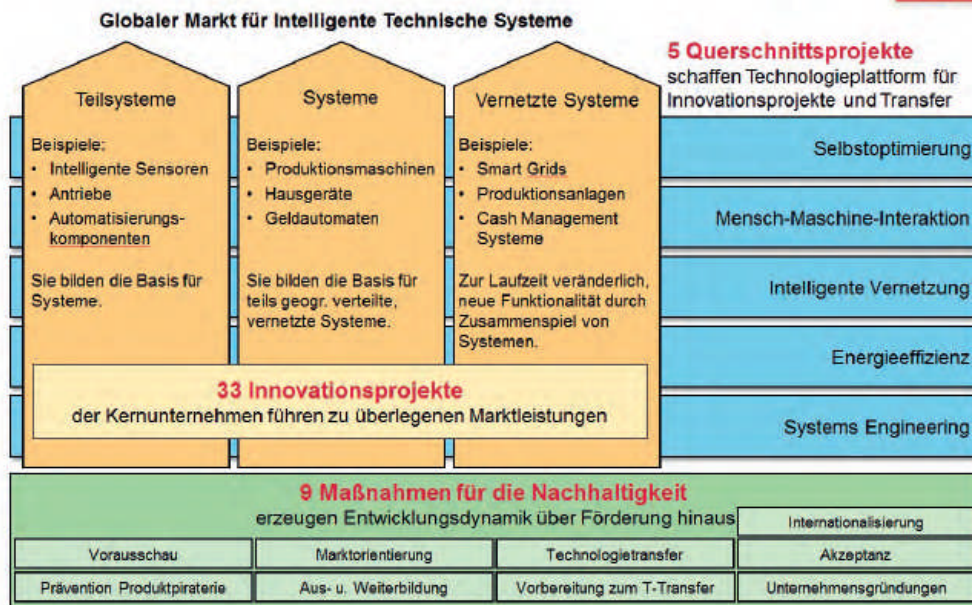 Globaler Markt für Intelligente Technische Systeme
5 Querschnittsprojekte
schaffen Technologieplattform für
Innovationsprojekte und Transfer
Teilsysteme
Beispiele:
• Intelligente Sensoren
• Antriebe
• Automatisierungs-
komponenten
Sie bilden die Basis für
Systeme.
Systeme
Beispiele:
• Produktionsmaschinen
• Hausgeräte
• Geldautomaten
Sie bilden die Basis für
teils geogr. verteilte,
vernetzte Systeme.
Vernetzte Systeme
Beispiele:
• Smart Grids
• Produktionsanlagen
• Cash Management
Systeme
Zur Laufzeit veränderlich,
neue Funktionalität durch
Zusammenspiel von
Systemen.
Selbstoptimierung
Mensch-Maschine-Interaktion
Intelligente Vernetzung
Energieeffizienz
Systems Engineering
33 Innovationsprojekte
der Kernunternehmen führen zu überlegenen Marktleistungen
9 Maßnahmen für die Nachhaltigkeit
erzeugen Entwicklungsdynamik über Förderung hinaus
Internationalisierung
Vorausschau
Marktorientierung
Technologietransfer
Akzeptanz
Prävention Produktpiraterie
Aus- u. Weiterbildung
Vorbereitung zum T-Transfer
Unternehmensgründungen